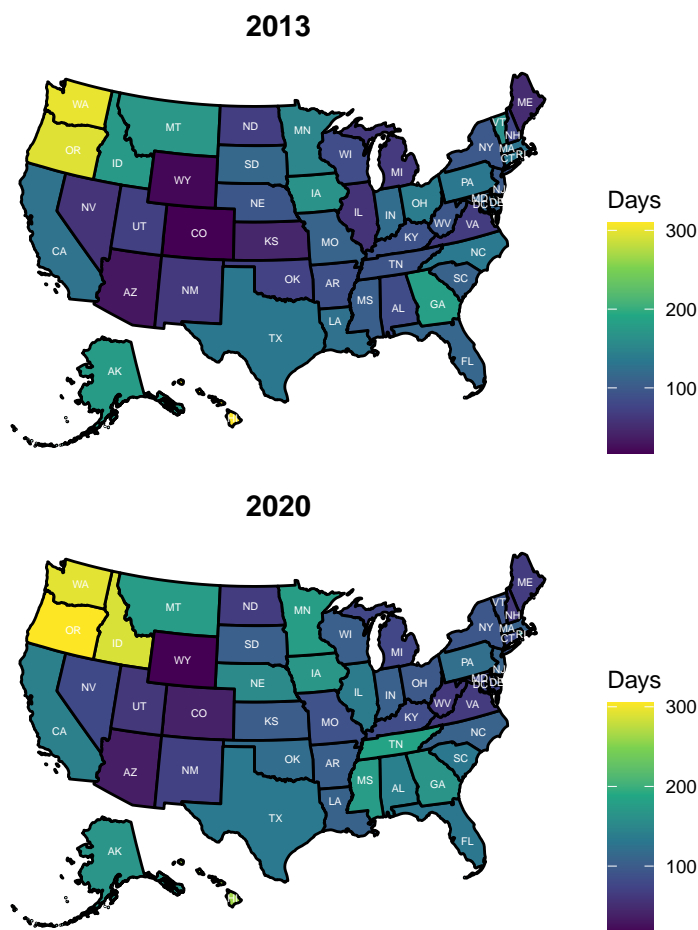 2013
WA
ME
MT
ND
VT
MN
OR
NH
ID
WI
NY
MA
SD
CT
RI
MI
WY
IA
PA
NJ
NE
MD
OH
DE
DC
NV
IL
IN
UT
WV
VA
CO
KS
MO
KY
CA
NC
TN
OK
AZ
NM
AR
SC
MS
AL
GA
LA
TX
FL
AK
Days
300
200
100
2020
WA
ME
MT
ND
VT
MN
OR
NH
ID
WI
NY
MA
SD
CT
RI
MI
WY
IA
PA
NJ
NE
MD
OH
DE
DC
NV
IL
IN
UT
WV
VA
CO
KS
MO
KY
CA
NC
TN
OK
AZ
NM
AR
SC
MS
AL
GA
LA
TX
FL
AK
Days
300
200
100